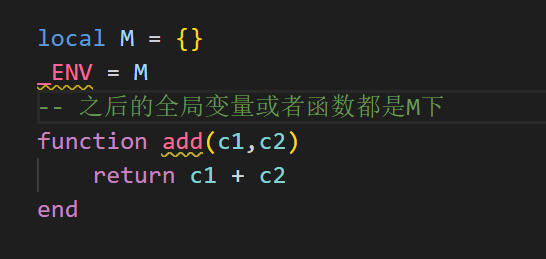 local M = {}
_ENV = M
-- 之后的全局变量或者函数都是M下
function add(c1,c2)
    return c1 + c2
end